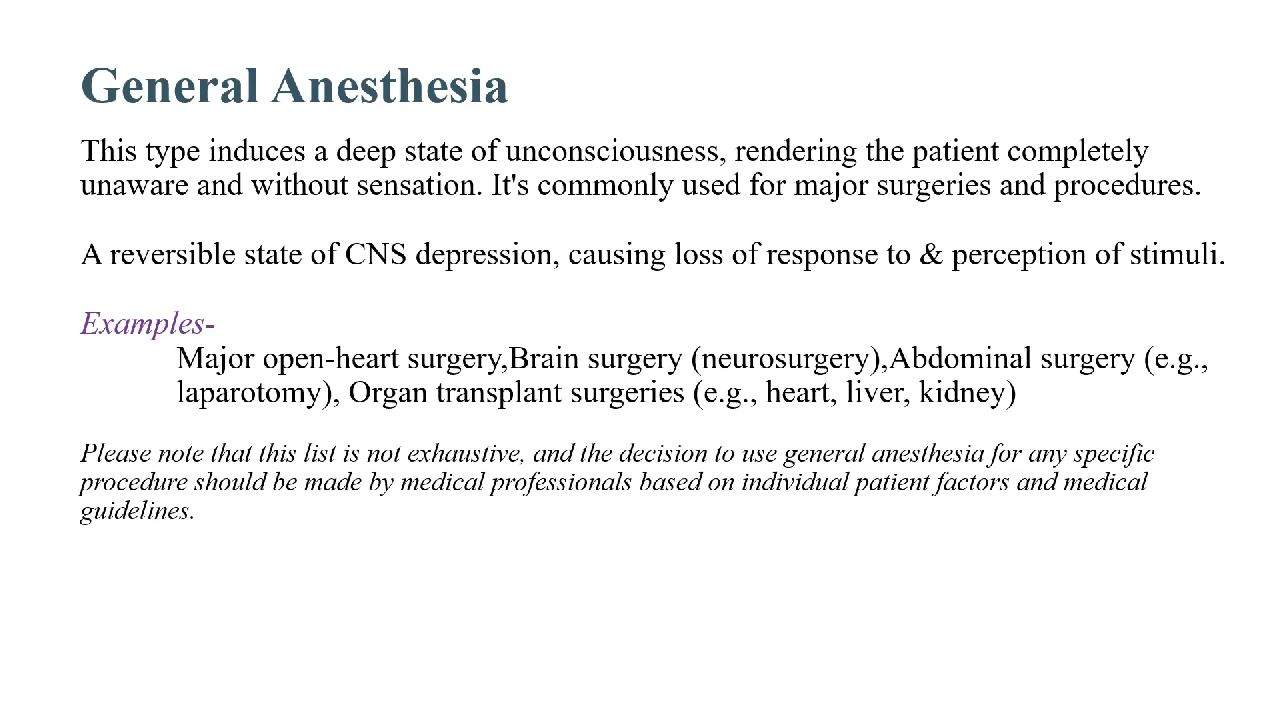 General Anesthesia
This type induces a deep state of unconsciousness, rendering the patient completely
unaware and without sensation. It's commonly used for major surgeries and procedures.
A reversible state of CNS depression, causing loss of response to & perception of stimuli.
Examples-
Major open-heart surgery,Brain surgery (neurosurgery),Abdominal surgery (e.g.,
laparotomy), Organ transplant surgeries (e.g., heart, liver, kidney)
Please note that this list is not exhaustive, and the decision to use general anesthesia for any specific
procedure should be made by medical professionals based on individual patient factors and medical
guidelines.